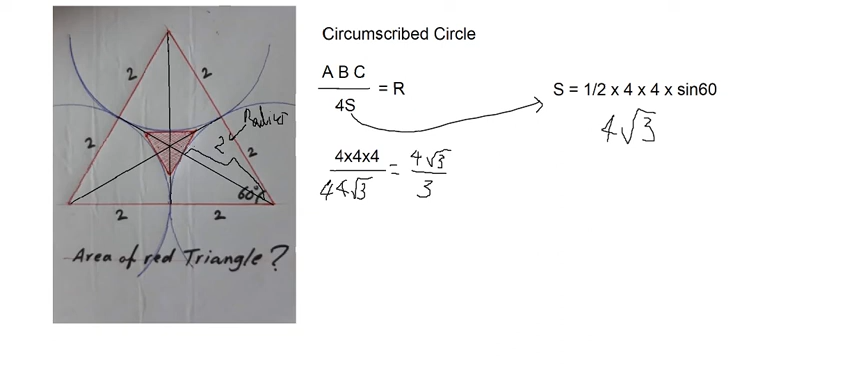 Circumscribed Circle
A B C
4S
= R
S = 1/2 x 4 x 4 x sin60
4√3
4x4x4
4 4√3
=
4√3
3
2
2
Radius
2
2
2
60°
2
2
Area of red Triangle?